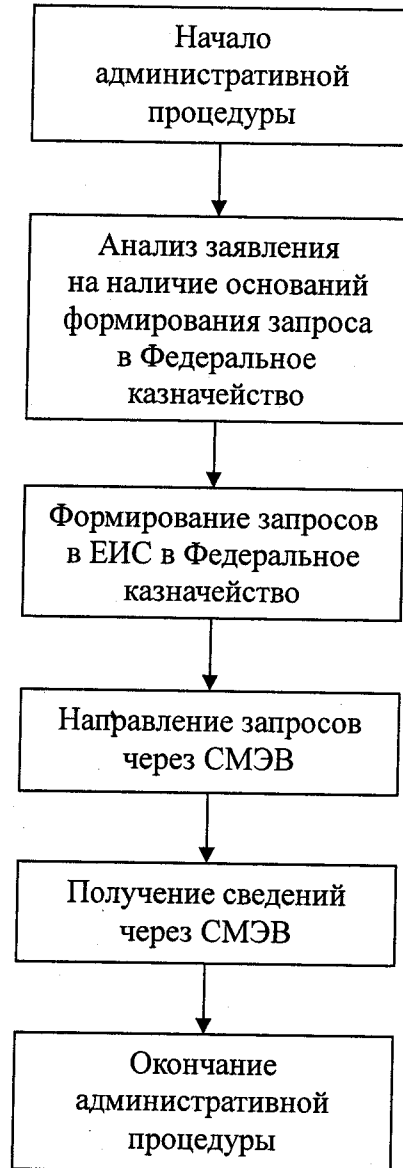 Начало
административной
процедуры
Анализ заявления
на наличие оснований
формирования запроса
в Федеральное
казначейство
Формирование запросов
в ЕИС в Федеральное
казначейство
Направление запросов
через СМЭВ
Получение сведений
через СМЭВ
Окончание
административной
процедуры